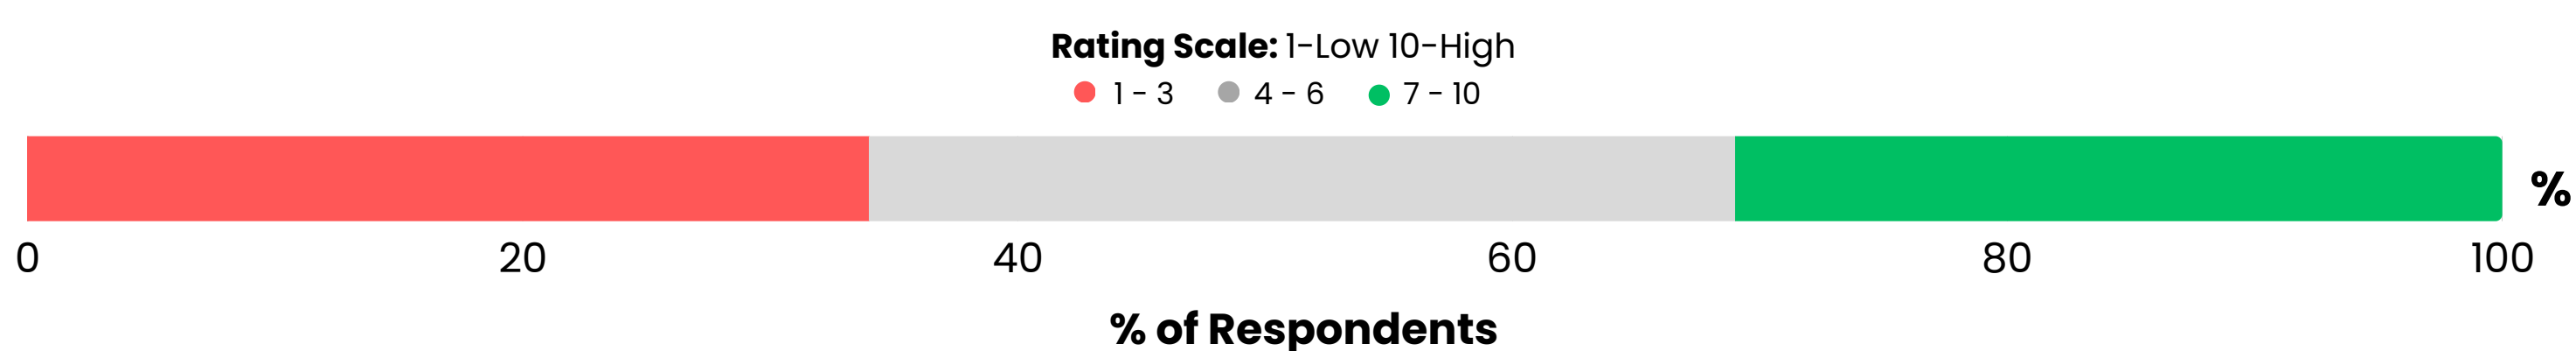 Rating Scale: 1-Low 10-High
1 - 3 4 - 6 7 - 10
%
0 20 40 60 80 100
% of Respondents